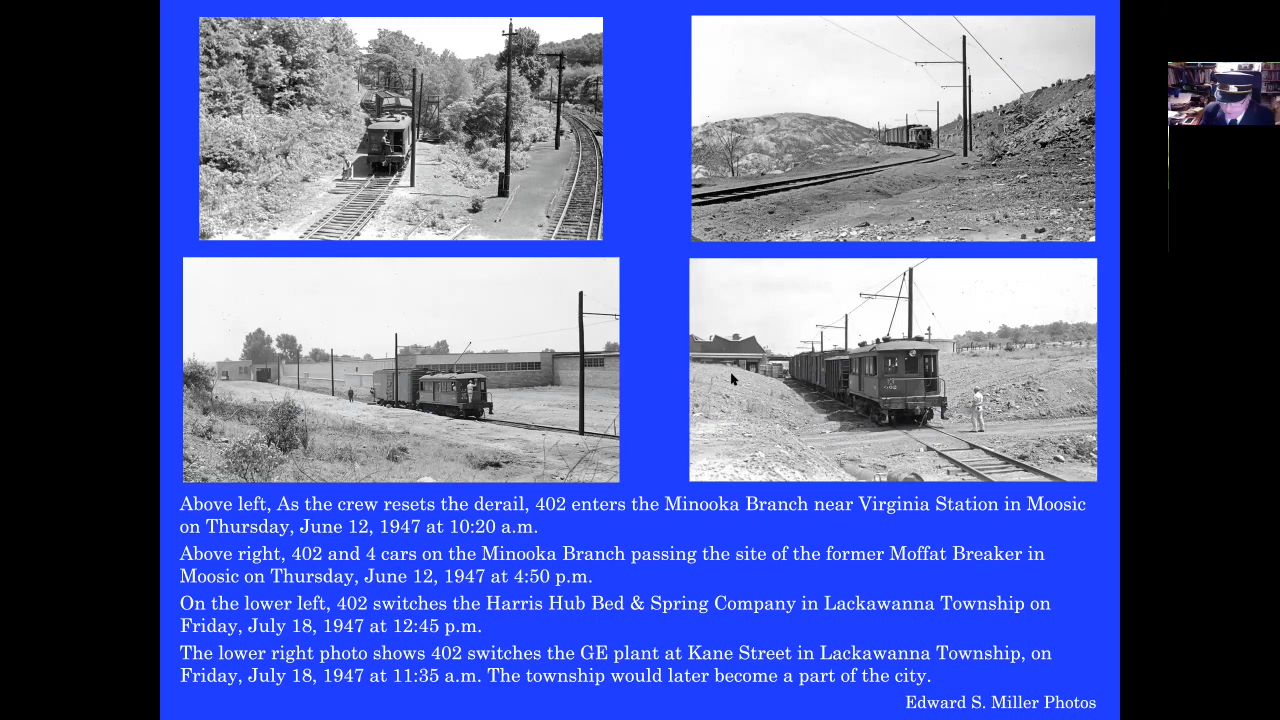 Above left, As the crew resets the derail, 402 enters the Minooka Branch near Virginia Station in Moosic
on Thursday, June 12, 1947 at 10:20 a.m.
Above right, 402 and 4 cars on the Minooka Branch passing the site of the former Moffat Breaker in
Moosic on Thursday, June 12, 1947 at 4:50 p.m.
On the lower left, 402 switches the Harris Hub Bed & Spring Company in Lackawanna Township on
Friday, July 18, 1947 at 12:45 p.m.
The lower right photo shows 402 switches the GE plant at Kane Street in Lackawanna Township, on
Friday, July 18, 1947 at 11:35 a.m. The township would later become a part of the city.
Edward S. Miller Photos